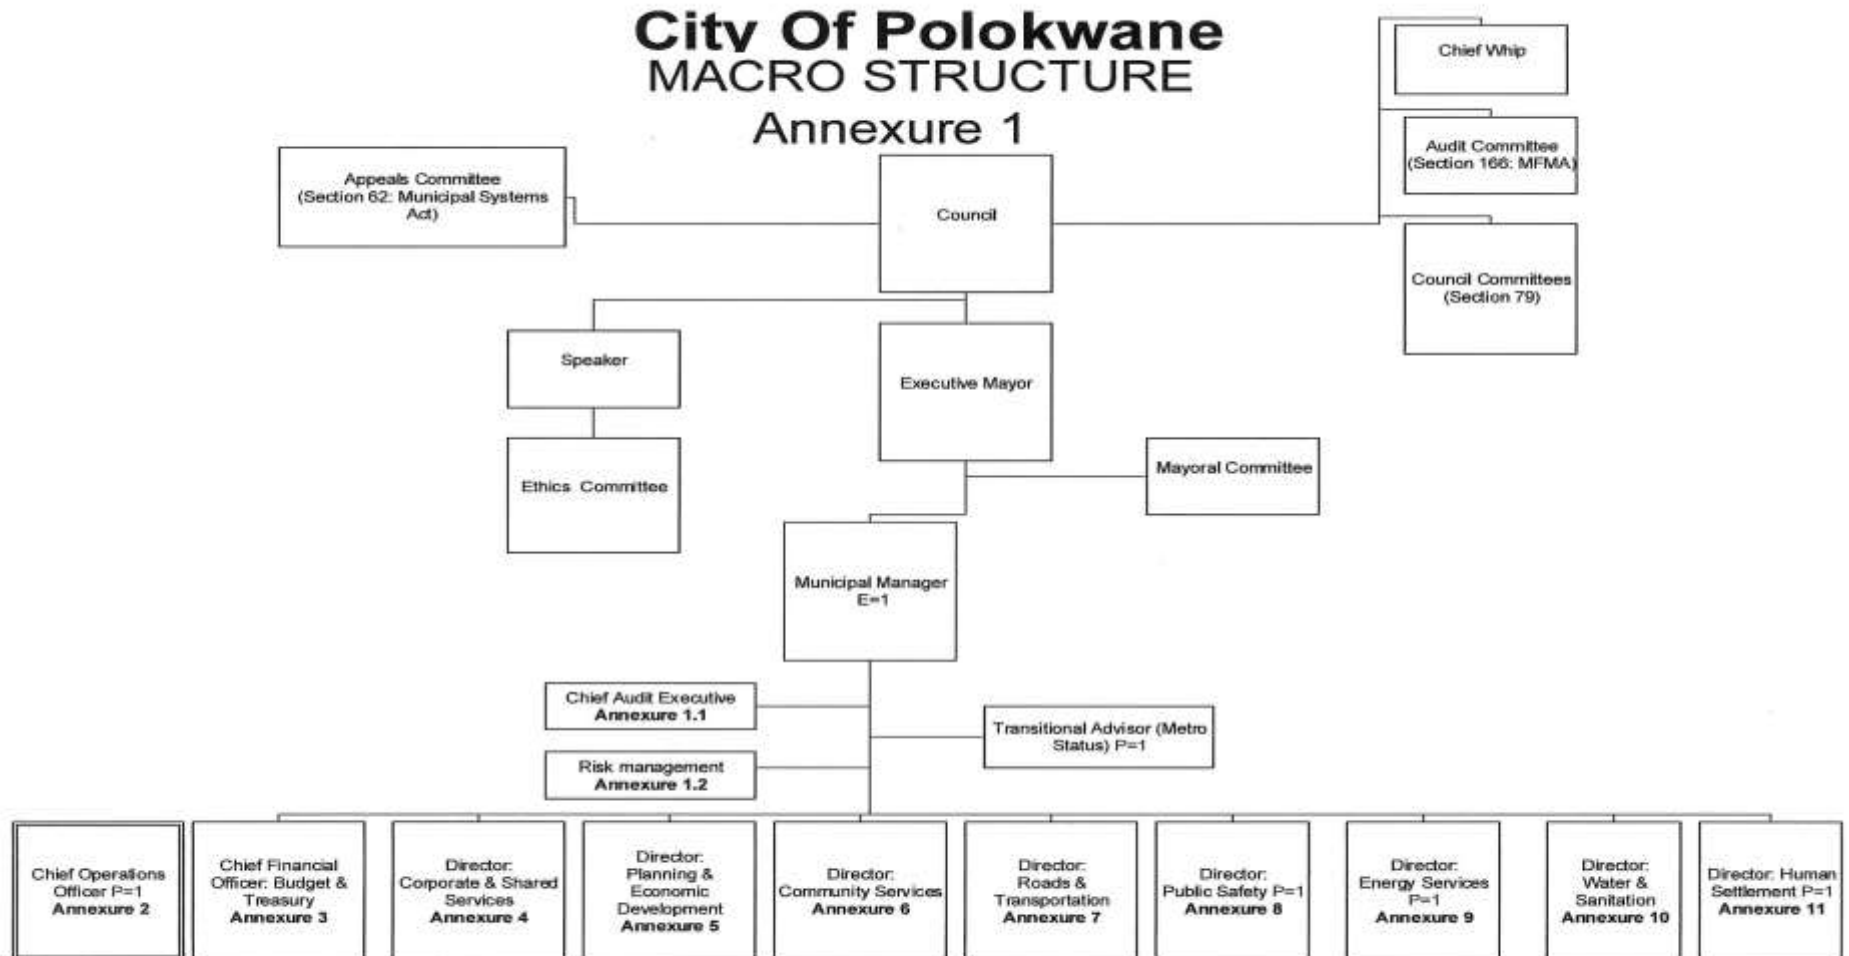 City Of Polokwane
MACRO STRUCTURE
Annexure 1
Chief Whip
Audit Committee
(Section 166: MFMA)
Appeals Committee
(Section 62: Municipal Systems
Act)
Council
Council Committees
(Section 79)
Speaker
Executive Mayor
Ethics Committee
Mayoral Committee
Municipal Manager
E=1
Chief Audit Executive
Annexure 1.1
Transitional Advisor (Metro
Status) P=1
Risk management
Annexure 1.2
Chief Operations
Officer P=1
Annexure 2
Chief Financial
Officer: Budget &
Treasury
Annexure 3
Director:
Corporate & Shared
Services
Annexure 4
Director:
Planning &
Economic
Development
Annexure 5
Director:
Community Services
Annexure 6
Director:
Roads &
Transportation
Annexure 7
Director:
Public Safety P=1
Annexure 8
Director:
Energy Services
P=1
Annexure 9
Director:
Water &
Sanitation
Annexure 10
Director: Human
Settlement P=1
Annexure 11